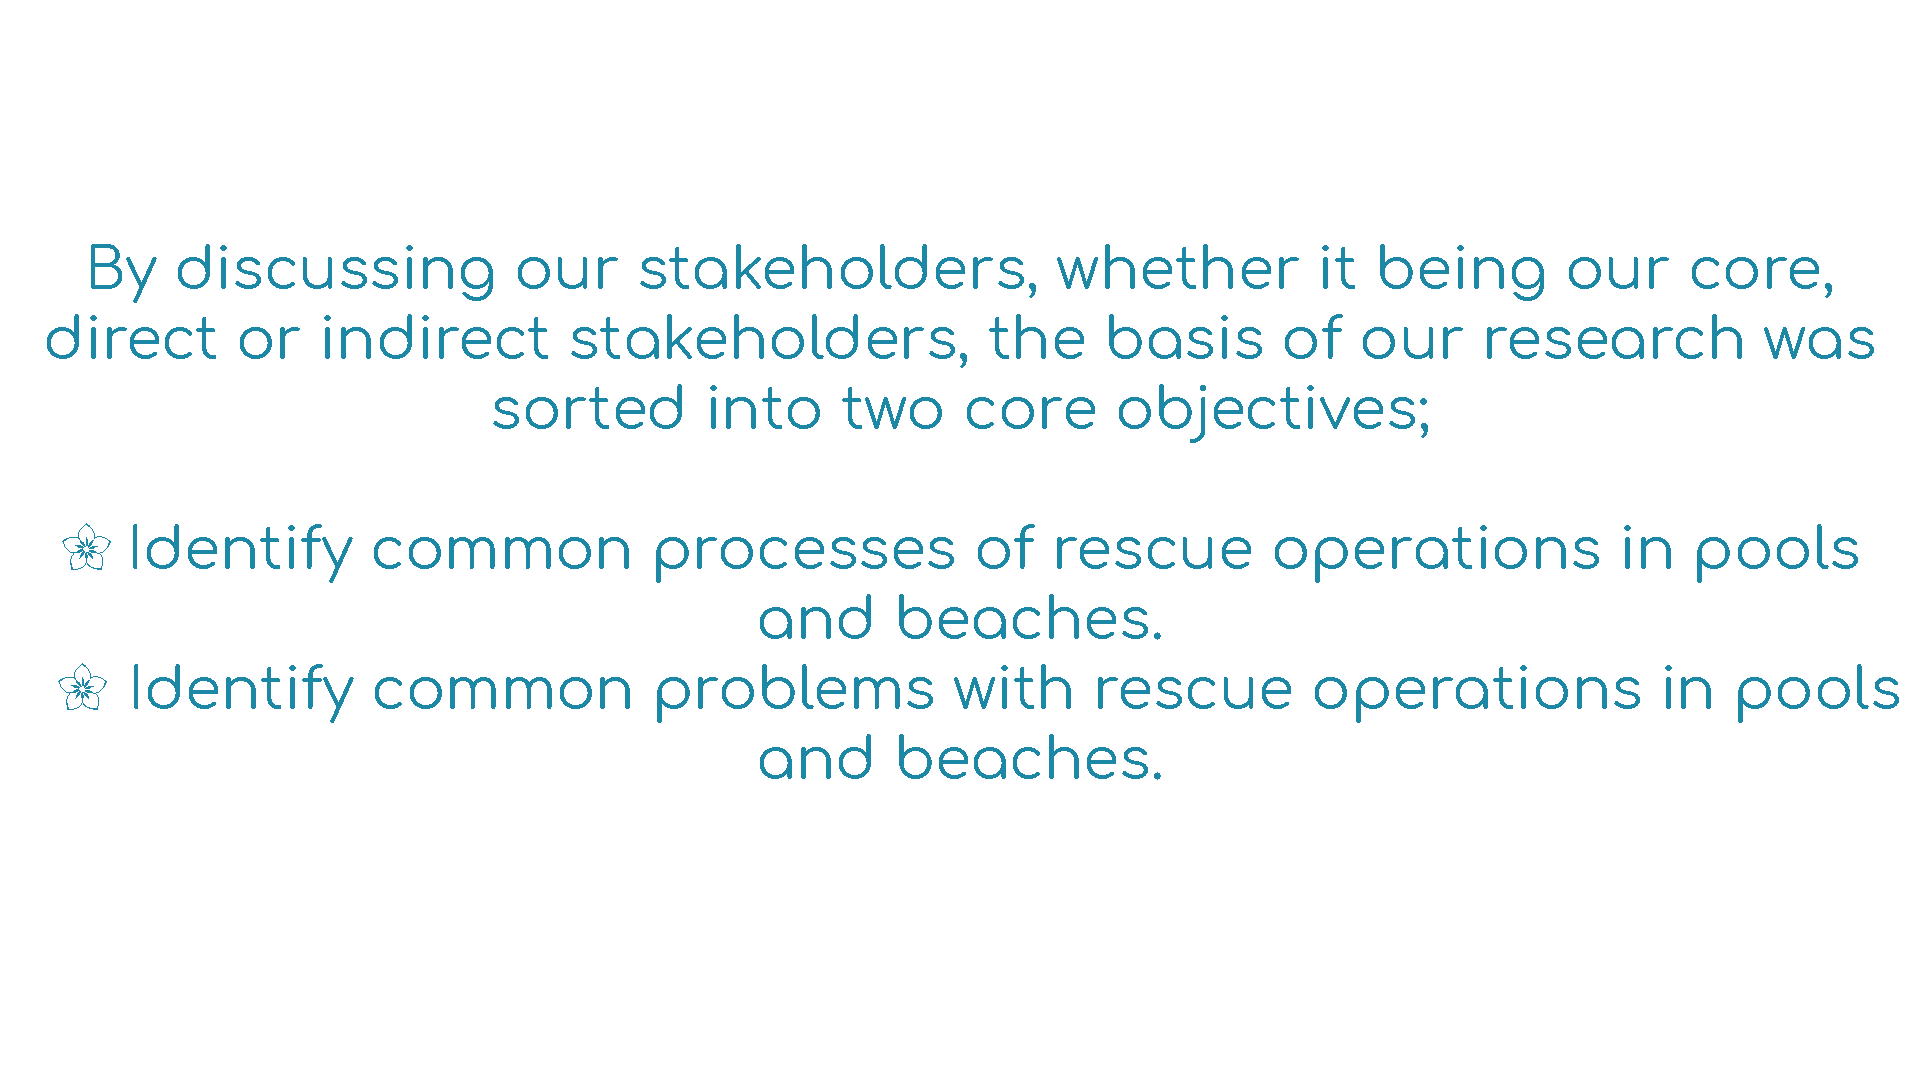 By discussing our stakeholders, whether it being our core,
direct or indirect stakeholders, the basis of our research was
sorted into two core objectives;
❀ Identify common processes of rescue operations in pools
and beaches.
❀ Identify common problems with rescue operations in pools
and beaches.